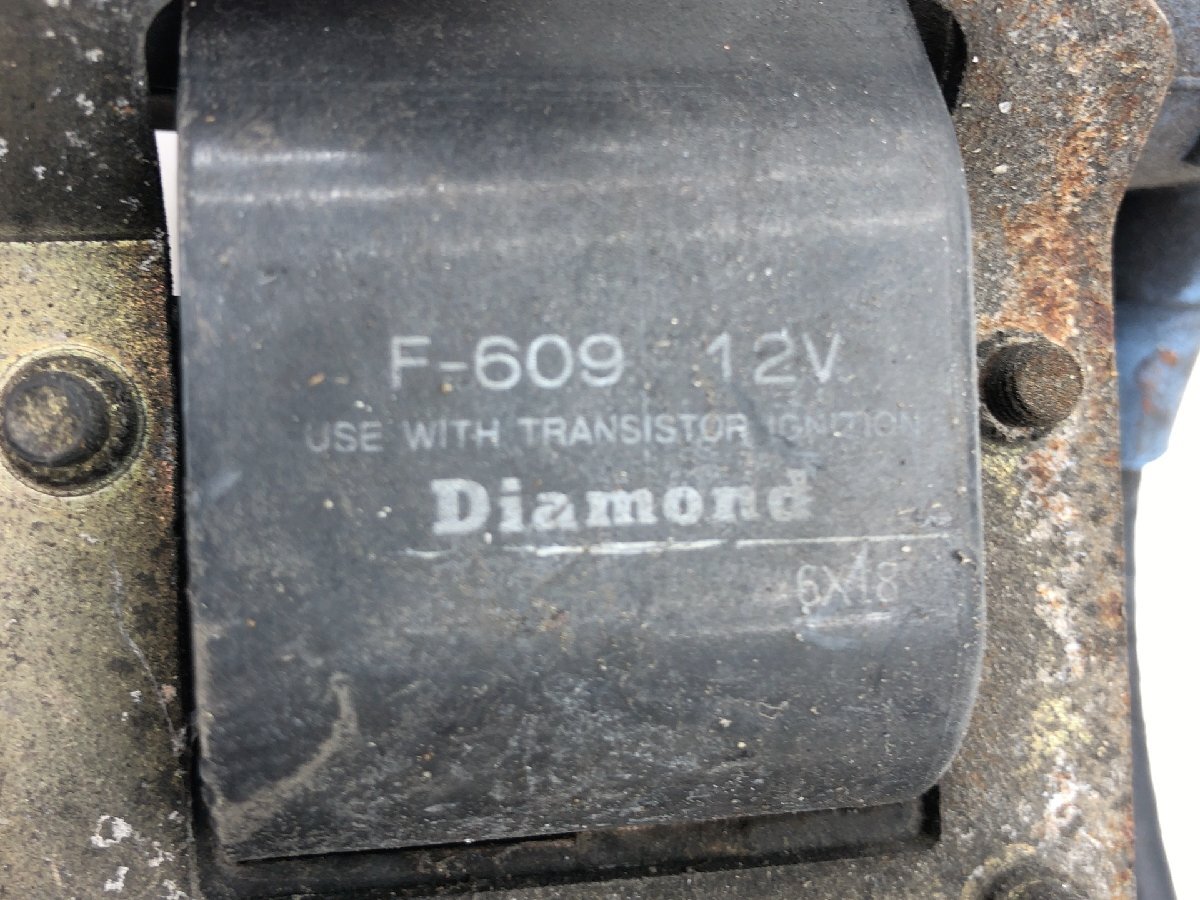 F-609 12V
USE WITH TRANSISTOR IGNITION
Diamond
6X18